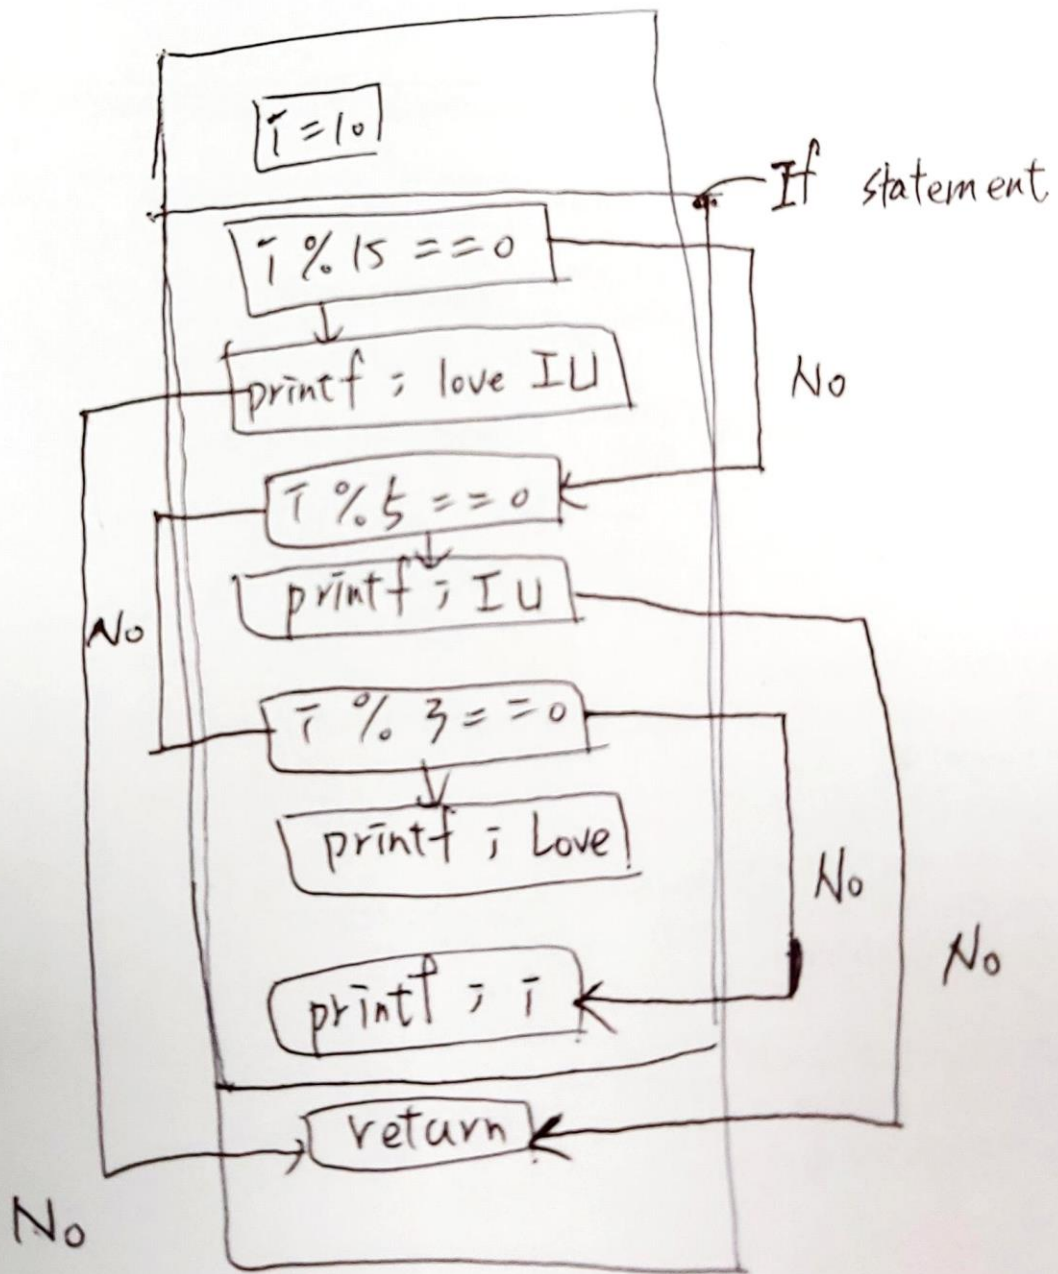 i = 10
If statement
i % 15 == 0
No
printf ; love IU
i % 5 == 0
No
printf ; IU
i % 3 == 0
printf ; Love
No
No
printf ; i
return
No